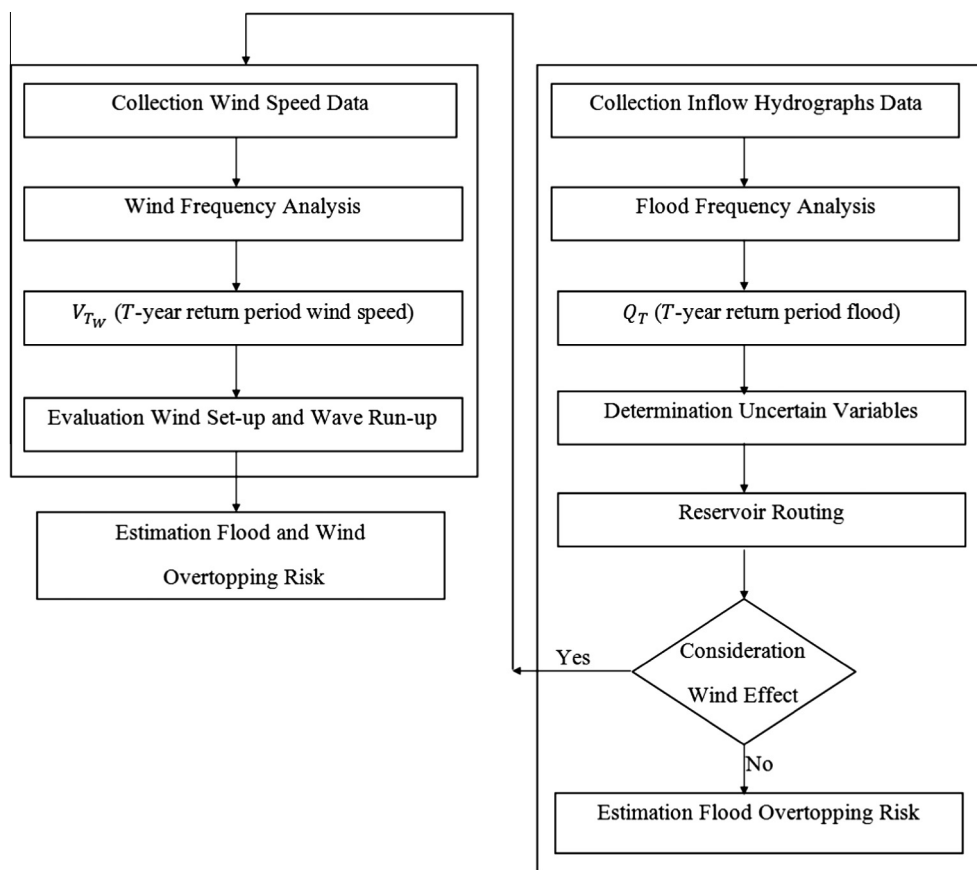 Collection Wind Speed Data
Wind Frequency Analysis
V_{T_W} (T-year return period wind speed)
Evaluation Wind Set-up and Wave Run-up
Estimation Flood and Wind
Overtopping Risk
Collection Inflow Hydrographs Data
Flood Frequency Analysis
Q_T (T-year return period flood)
Determination Uncertain Variables
Reservoir Routing
Consideration
Wind Effect
Yes
No
Estimation Flood Overtopping Risk